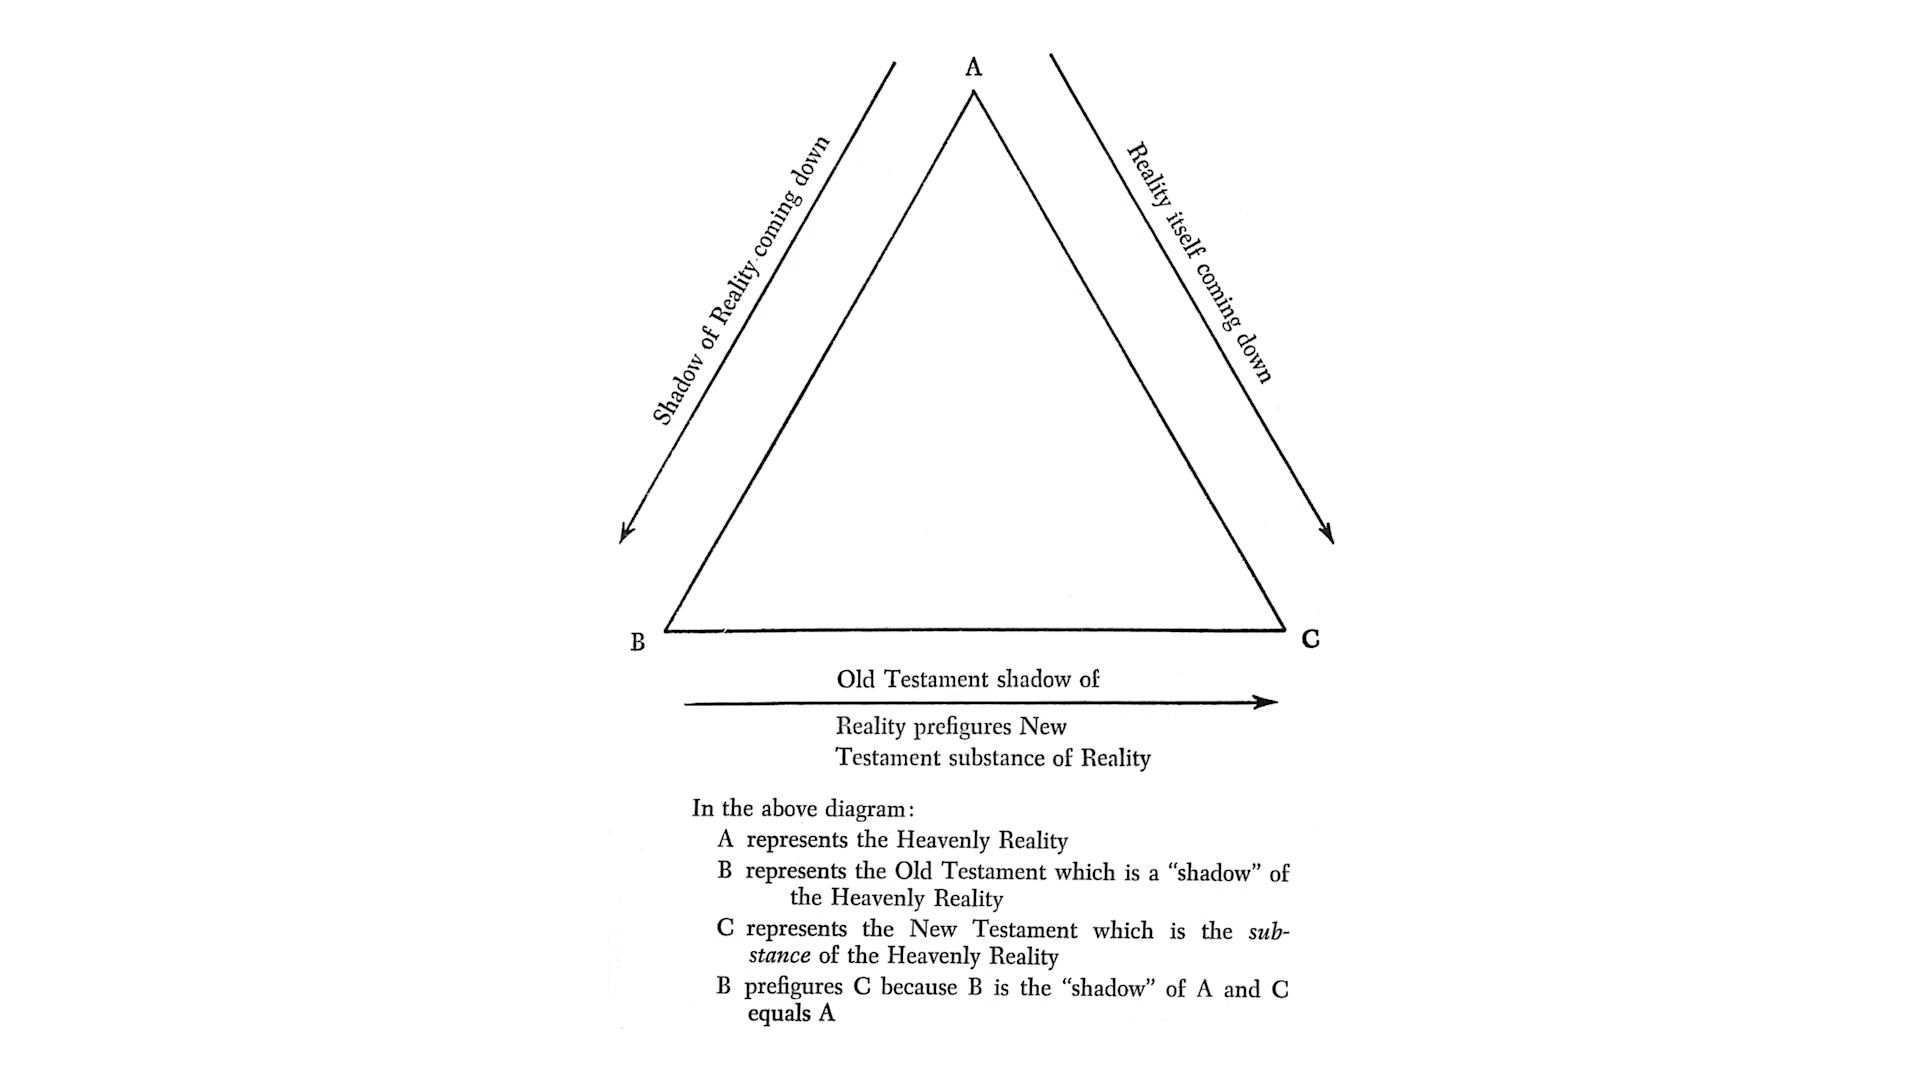 A
Shadow of Reality coming down
Reality itself coming down
B
C
Old Testament shadow of
Reality prefigures New
Testament substance of Reality
In the above diagram:
A represents the Heavenly Reality
B represents the Old Testament which is a “shadow” of
the Heavenly Reality
C represents the New Testament which is the sub-
stance of the Heavenly Reality
B prefigures C because B is the “shadow” of A and C
equals A